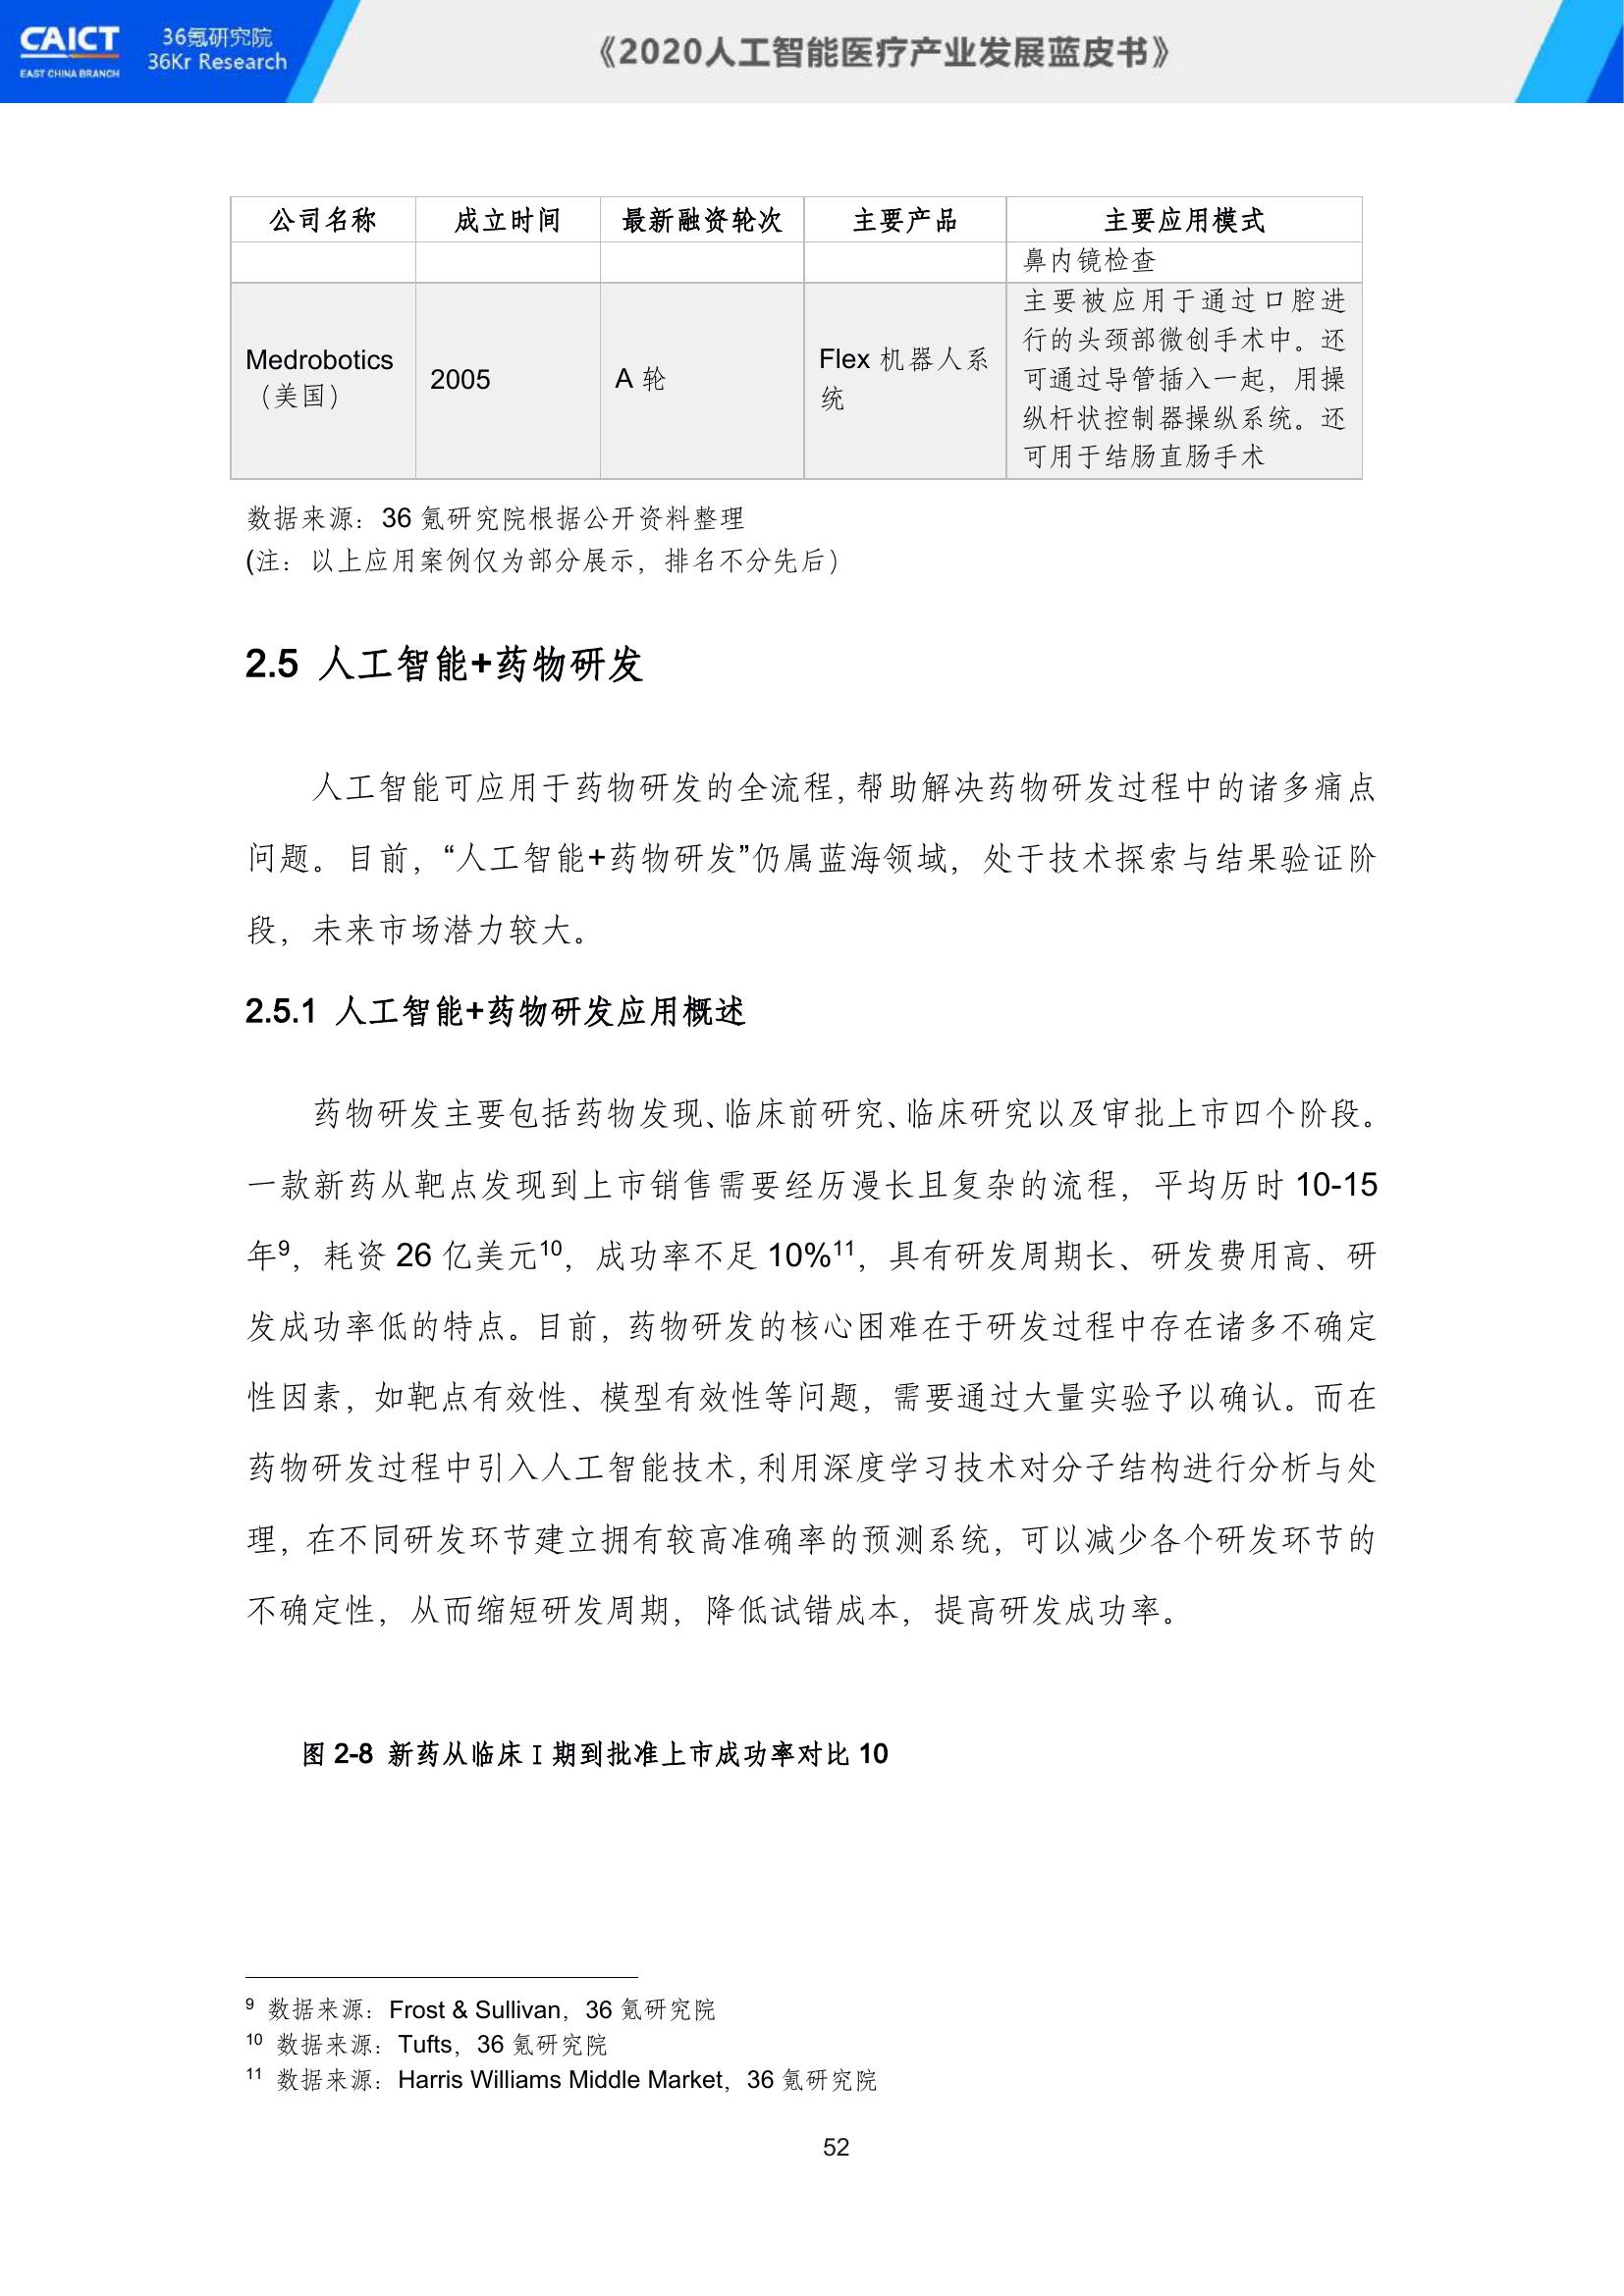 CAICT
EAST CHINA BRANCH
36氪研究院
36Kr Research
《2020人工智能医疗产业发展蓝皮书》
公司名称 成立时间 最新融资轮次 主要产品 主要应用模式
鼻内镜检查
Medrobotics
（美国）
2005
A 轮
Flex 机器人系
统
主要被应用于通过口腔进
行的头颈部微创手术中。还
可通过导管插入一起，用操
纵杆状控制器操纵系统。还
可用于结肠直肠手术
数据来源：36 氪研究院根据公开资料整理
(注：以上应用案例仅为部分展示，排名不分先后）
2.5 人工智能+药物研发
人工智能可应用于药物研发的全流程，帮助解决药物研发过程中的诸多痛点
问题。目前，“人工智能+药物研发”仍属蓝海领域，处于技术探索与结果验证阶
段，未来市场潜力较大。
2.5.1 人工智能+药物研发应用概述
药物研发主要包括药物发现、临床前研究、临床研究以及审批上市四个阶段。
一款新药从靶点发现到上市销售需要经历漫长且复杂的流程，平均历时 10-15
年9，耗资 26 亿美元10，成功率不足 10%11，具有研发周期长、研发费用高、研
发成功率低的特点。目前，药物研发的核心困难在于研发过程中存在诸多不确定
性因素，如靶点有效性、模型有效性等问题，需要通过大量实验予以确认。而在
药物研发过程中引入人工智能技术，利用深度学习技术对分子结构进行分析与处
理，在不同研发环节建立拥有较高准确率的预测系统，可以减少各个研发环节的
不确定性，从而缩短研发周期，降低试错成本，提高研发成功率。
图 2-8 新药从临床 I 期到批准上市成功率对比 10
9 数据来源：Frost & Sullivan，36 氪研究院
10 数据来源：Tufts，36 氪研究院
11 数据来源：Harris Williams Middle Market，36 氪研究院
52